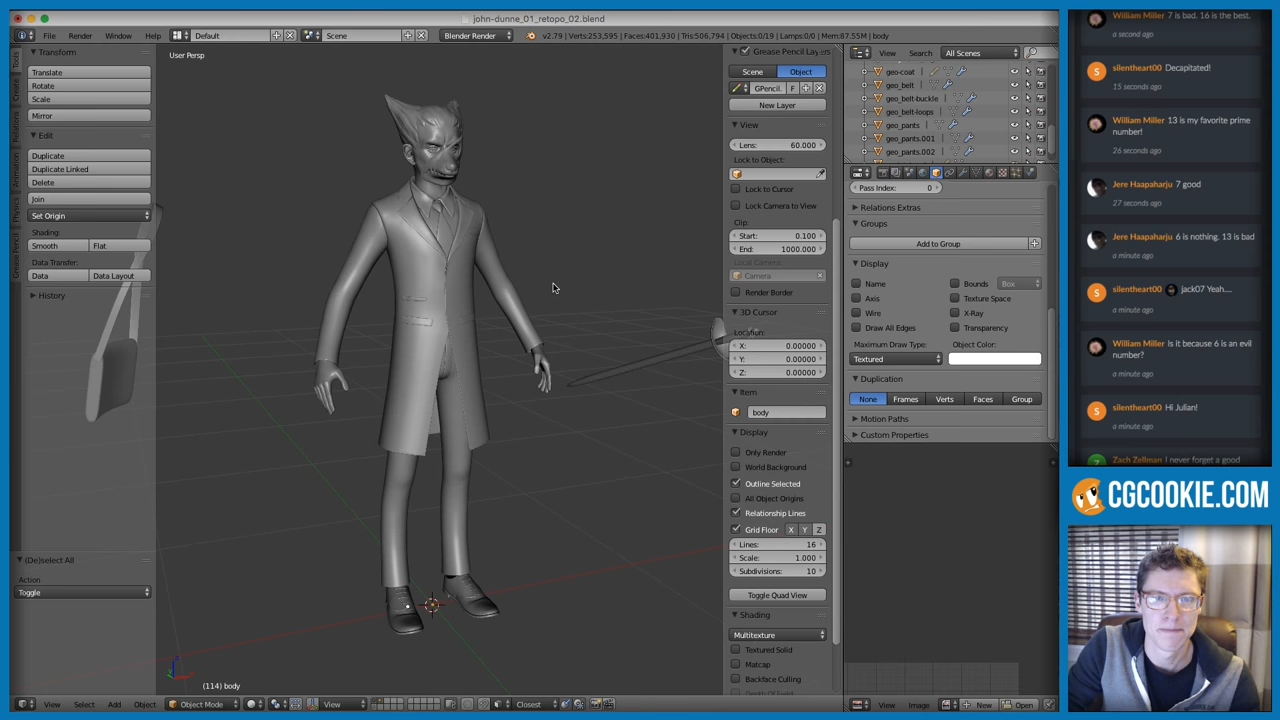 john-dunne_01_retopo_02.blend
File
Render
Window
Help
Default
Scene
Blender Render
v2.79 | Verts:253,595 | Faces:401,930 | Tris:506,794 | Objects:0/19 | Lamps:0/0 | Mem:87.55M | body
Tools
Create
Relations
Animation
Physics
Grease Pencil
Transform
Translate
Rotate
Scale
Mirror
Edit
Duplicate
Duplicate Linked
Delete
Join
Set Origin
Shading:
Smooth
Flat
Data Transfer:
Data
Data Layout
History
(De)select All
Action
Toggle
User Persp
(114) body
Grease Pencil Layers
Scene
Object
GPencil.
F
New Layer
View
Lens: 60.000
Lock to Object:
Lock to Cursor
Lock Camera to View
Clip:
Start: 0.100
End: 1000.000
Local Camera:
Camera
Render Border
3D Cursor
Location:
X: 0.00000
Y: 0.00000
Z: 0.00000
Item
body
Display
Only Render
World Background
Outline Selected
All Object Origins
Relationship Lines
Grid Floor
X
Y
Z
Lines: 16
Scale: 1.000
Subdivisions: 10
Toggle Quad View
Shading
Multitexture
Textured Solid
Matcap
Backface Culling
View
Search
All Scenes
geo-coat
geo_belt
geo_belt-buckle
geo_belt-loops
geo_pants
geo_pants.001
geo_pants.002
Pass Index: 0
Relations Extras
Groups
Add to Group
Display
Name
Bounds
Box
Axis
Texture Space
Wire
X-Ray
Draw All Edges
Transparency
Maximum Draw Type:
Object Color:
Textured
Duplication
None
Frames
Verts
Faces
Group
Motion Paths
Custom Properties
View
Select
Add
Object
Object Mode
View
Closest
View
Image
New
Open
William Miller 7 is bad. 16 is the best.
a second ago
S
silentheart00 Decapitated!
15 seconds ago
William Miller 13 is my favorite prime
number!
26 seconds ago
Jere Haapaharju 7 good
27 seconds ago
Jere Haapaharju 6 is nothing. 13 is bad
a minute ago
S
silentheart00 jack07 Yeah....
a minute ago
William Miller Is it because 6 is an evil
number?
a minute ago
S
silentheart00 Hi Julian!
a minute ago
Z
Zach Zellman I never forget a good
CGCOOKIE.COM